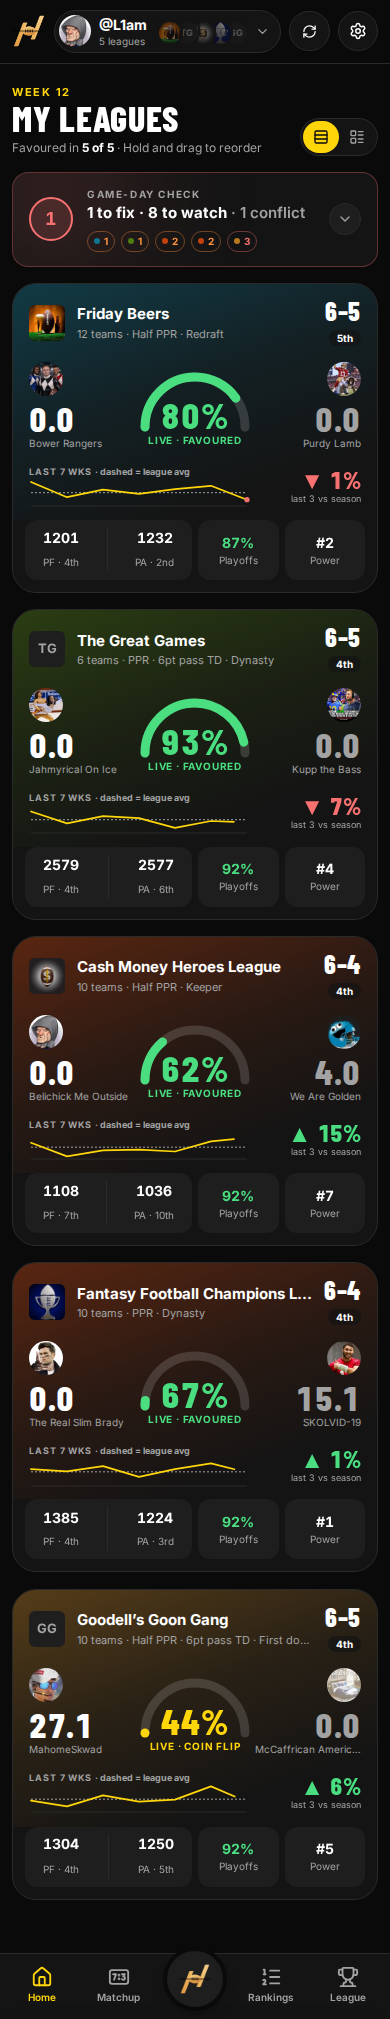 @L1am
5 leagues
TG
GG
WEEK 12
MY LEAGUES
Favoured in 5 of 5 · Hold and drag to reorder
1
GAME-DAY CHECK
1 to fix · 8 to watch · 1 conflict
1 1 2 2 3
Friday Beers
12 teams · Half PPR · Redraft
6-5
5th
0.0
Bower Rangers
80%
LIVE · FAVOURED
0.0
Purdy Lamb
LAST 7 WKS · dashed = league avg
▼ 1%
last 3 vs season
1201
PF · 4th
1232
PA · 2nd
87%
Playoffs
#2
Power
TG
The Great Games
6 teams · PPR · 6pt pass TD · Dynasty
6-5
4th
0.0
Jahmyrical On Ice
93%
LIVE · FAVOURED
0.0
Kupp the Bass
LAST 7 WKS · dashed = league avg
▼ 7%
last 3 vs season
2579
PF · 4th
2577
PA · 6th
92%
Playoffs
#4
Power
Cash Money Heroes League
10 teams · Half PPR · Keeper
6-4
4th
0.0
Belichick Me Outside
62%
LIVE · FAVOURED
4.0
We Are Golden
LAST 7 WKS · dashed = league avg
▲ 15%
last 3 vs season
1108
PF · 7th
1036
PA · 10th
92%
Playoffs
#7
Power
Fantasy Football Champions L...
10 teams · PPR · Dynasty
6-4
4th
0.0
The Real Slim Brady
67%
LIVE · FAVOURED
15.1
SKOLVID-19
LAST 7 WKS · dashed = league avg
▲ 1%
last 3 vs season
1385
PF · 4th
1224
PA · 3rd
92%
Playoffs
#1
Power
GG
Goodell's Goon Gang
10 teams · Half PPR · 6pt pass TD · First do...
6-5
4th
27.1
MahomeSkwad
44%
LIVE · COIN FLIP
0.0
McCaffrican Americ...
LAST 7 WKS · dashed = league avg
▲ 6%
last 3 vs season
1304
PF · 4th
1250
PA · 5th
92%
Playoffs
#5
Power
Home
7:3
Matchup
Rankings
League